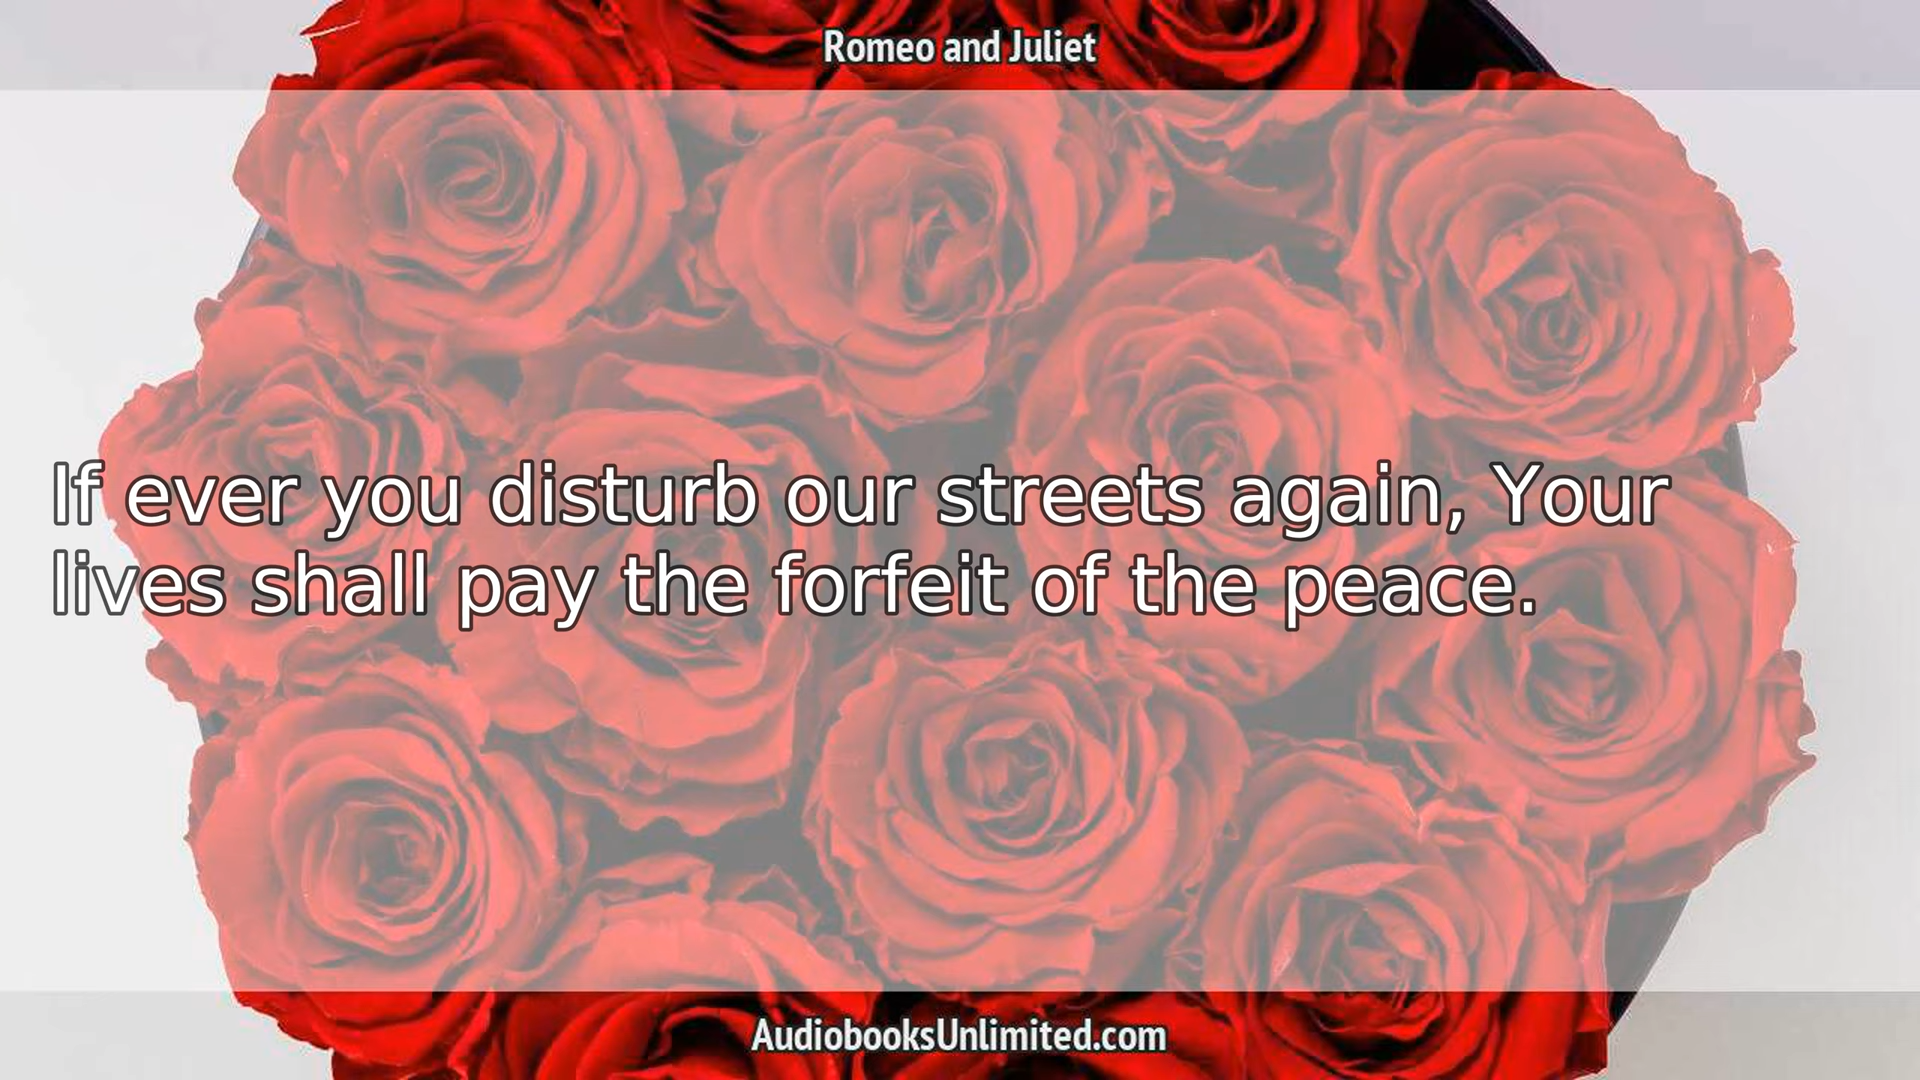 Romeo and Juliet
If ever you disturb our streets again, Your
lives shall pay the forfeit of the peace.
AudiobooksUnlimited.com